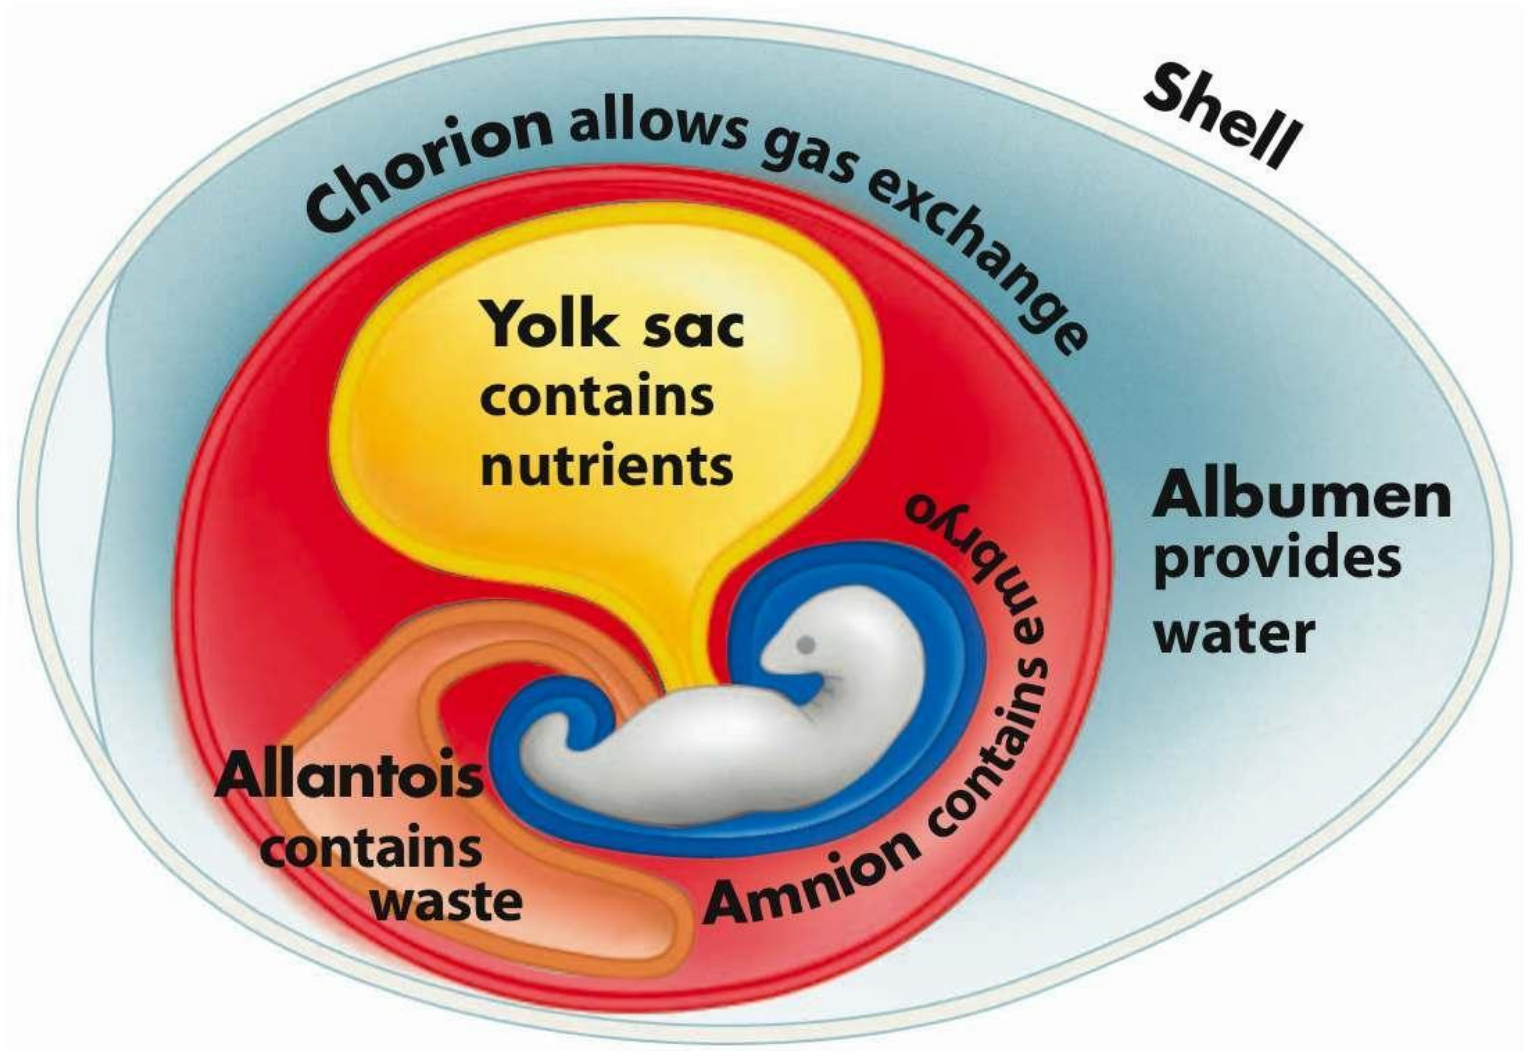 Shell
Chorion allows gas exchange
Yolk sac
contains
nutrients
Albumen
provides
water
Amnion contains embryo
Allantois
contains
waste